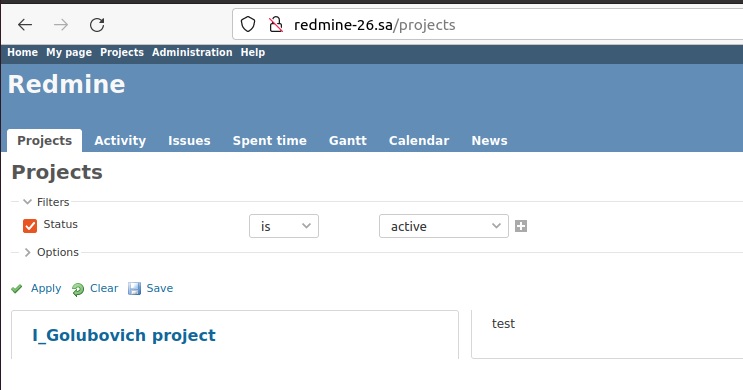 redmine-26.sa/projects
Home My page Projects Administration Help
Redmine
Projects Activity Issues Spent time Gantt Calendar News
Projects
Filters
Status is active
Options
Apply Clear Save
I_Golubovich project test